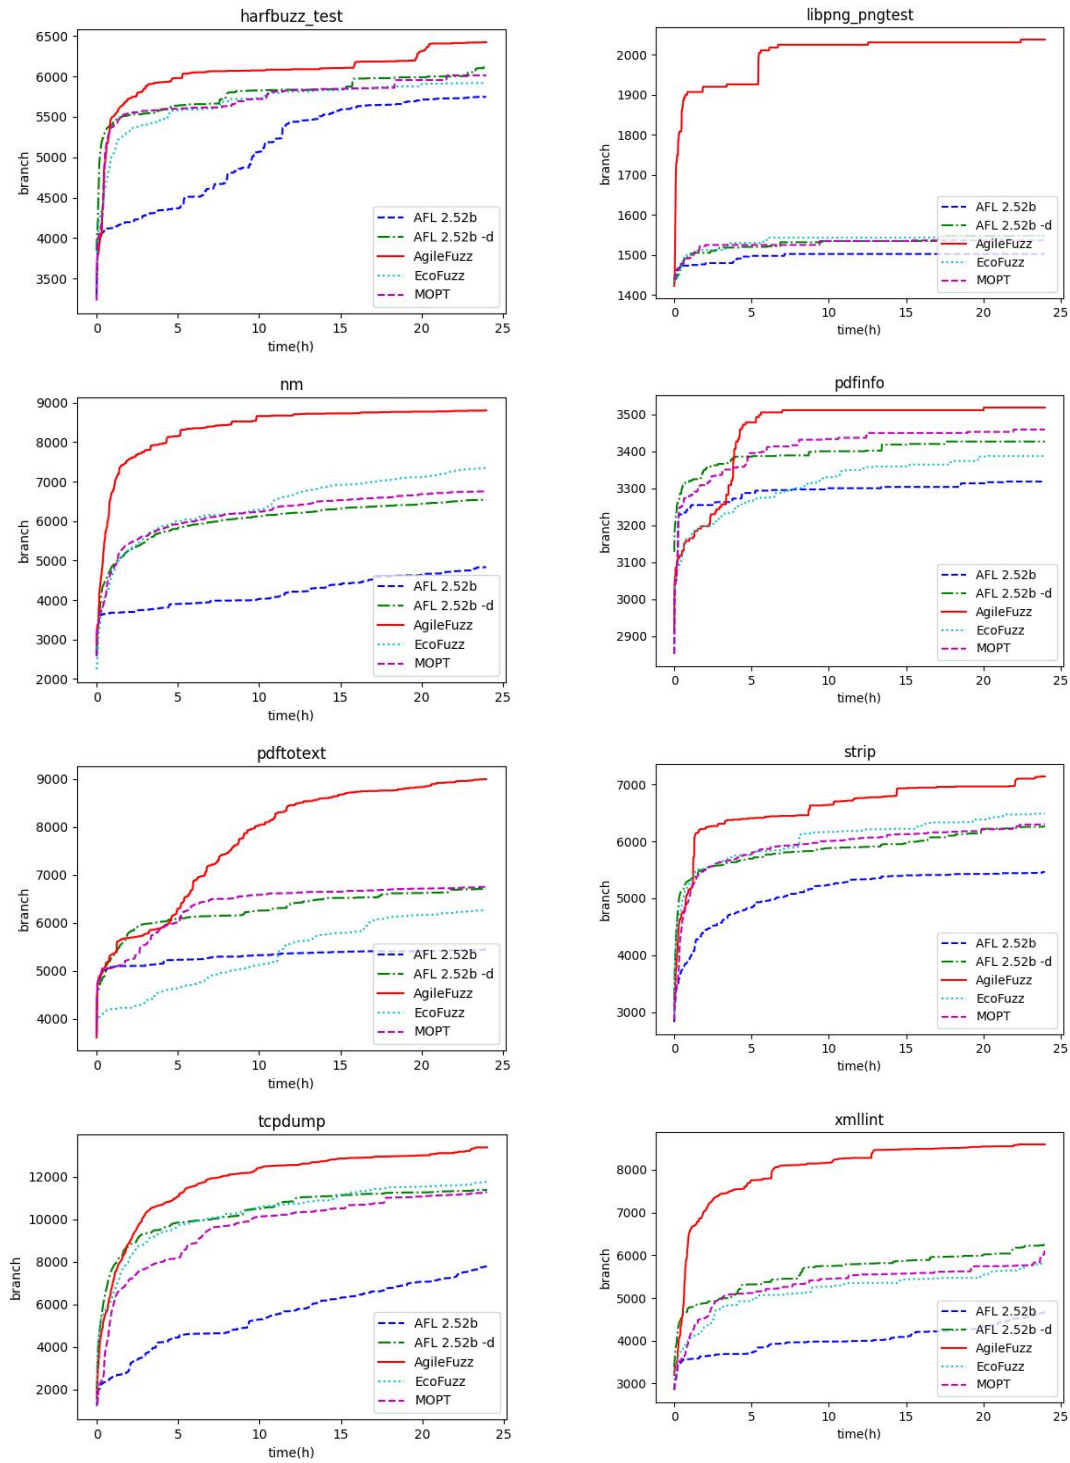 harfbuzz_test
6500
6000
5500
5000
4500
4000
3500
branch
0 5 10 15 20 25
time(h)
AFL 2.52b
AFL 2.52b -d
AgileFuzz
EcoFuzz
MOPT
libpng_pngtest
2000
1900
1800
1700
1600
1500
1400
branch
0 5 10 15 20 25
time(h)
AFL 2.52b
AFL 2.52b -d
AgileFuzz
EcoFuzz
MOPT
nm
9000
8000
7000
6000
5000
4000
3000
2000
branch
0 5 10 15 20 25
time(h)
AFL 2.52b
AFL 2.52b -d
AgileFuzz
EcoFuzz
MOPT
pdfinfo
3500
3400
3300
3200
3100
3000
2900
branch
0 5 10 15 20 25
time(h)
AFL 2.52b
AFL 2.52b -d
AgileFuzz
EcoFuzz
MOPT
pdftotext
9000
8000
7000
6000
5000
4000
branch
0 5 10 15 20 25
time(h)
AFL 2.52b
AFL 2.52b -d
AgileFuzz
EcoFuzz
MOPT
strip
7000
6000
5000
4000
3000
branch
0 5 10 15 20 25
time(h)
AFL 2.52b
AFL 2.52b -d
AgileFuzz
EcoFuzz
MOPT
tcpdump
12000
10000
8000
6000
4000
2000
branch
0 5 10 15 20 25
time(h)
AFL 2.52b
AFL 2.52b -d
AgileFuzz
EcoFuzz
MOPT
xmllint
8000
7000
6000
5000
4000
3000
branch
0 5 10 15 20 25
time(h)
AFL 2.52b
AFL 2.52b -d
AgileFuzz
EcoFuzz
MOPT